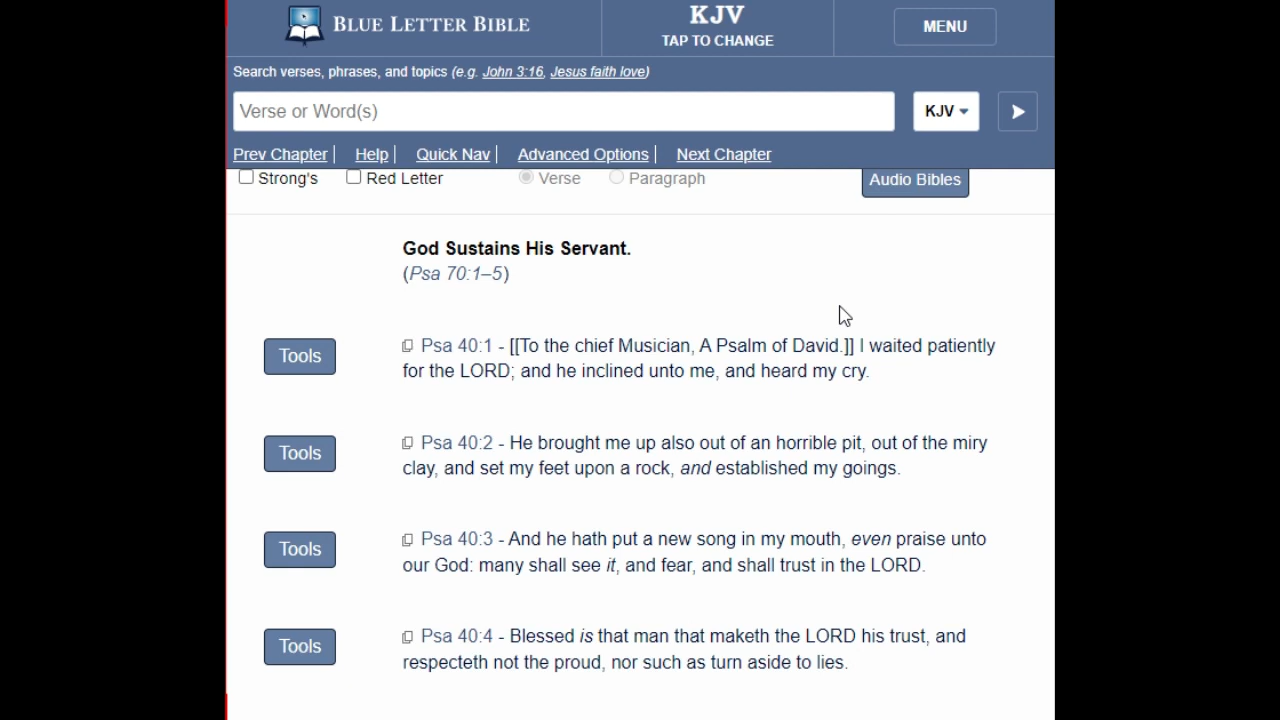 BLUE LETTER BIBLE
KJV
TAP TO CHANGE
MENU
Search verses, phrases, and topics (e.g. John 3:16, Jesus faith love)
Verse or Word(s)
KJV
Prev Chapter| Help| Quick Nav| Advanced Options| Next Chapter
Strong's Red Letter Verse Paragraph Audio Bibles
God Sustains His Servant.
(Psa 70:1–5)
Tools
Psa 40:1 - [[To the chief Musician, A Psalm of David.]] I waited patiently
for the LORD; and he inclined unto me, and heard my cry.
Tools
Psa 40:2 - He brought me up also out of an horrible pit, out of the miry
clay, and set my feet upon a rock, and established my goings.
Tools
Psa 40:3 - And he hath put a new song in my mouth, even praise unto
our God: many shall see it, and fear, and shall trust in the LORD.
Tools
Psa 40:4 - Blessed is that man that maketh the LORD his trust, and
respecteth not the proud, nor such as turn aside to lies.